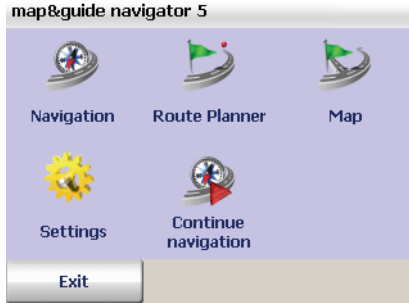 map&guide navigator 5
Navigation
Route Planner
Map
Settings
Continue
navigation
Exit